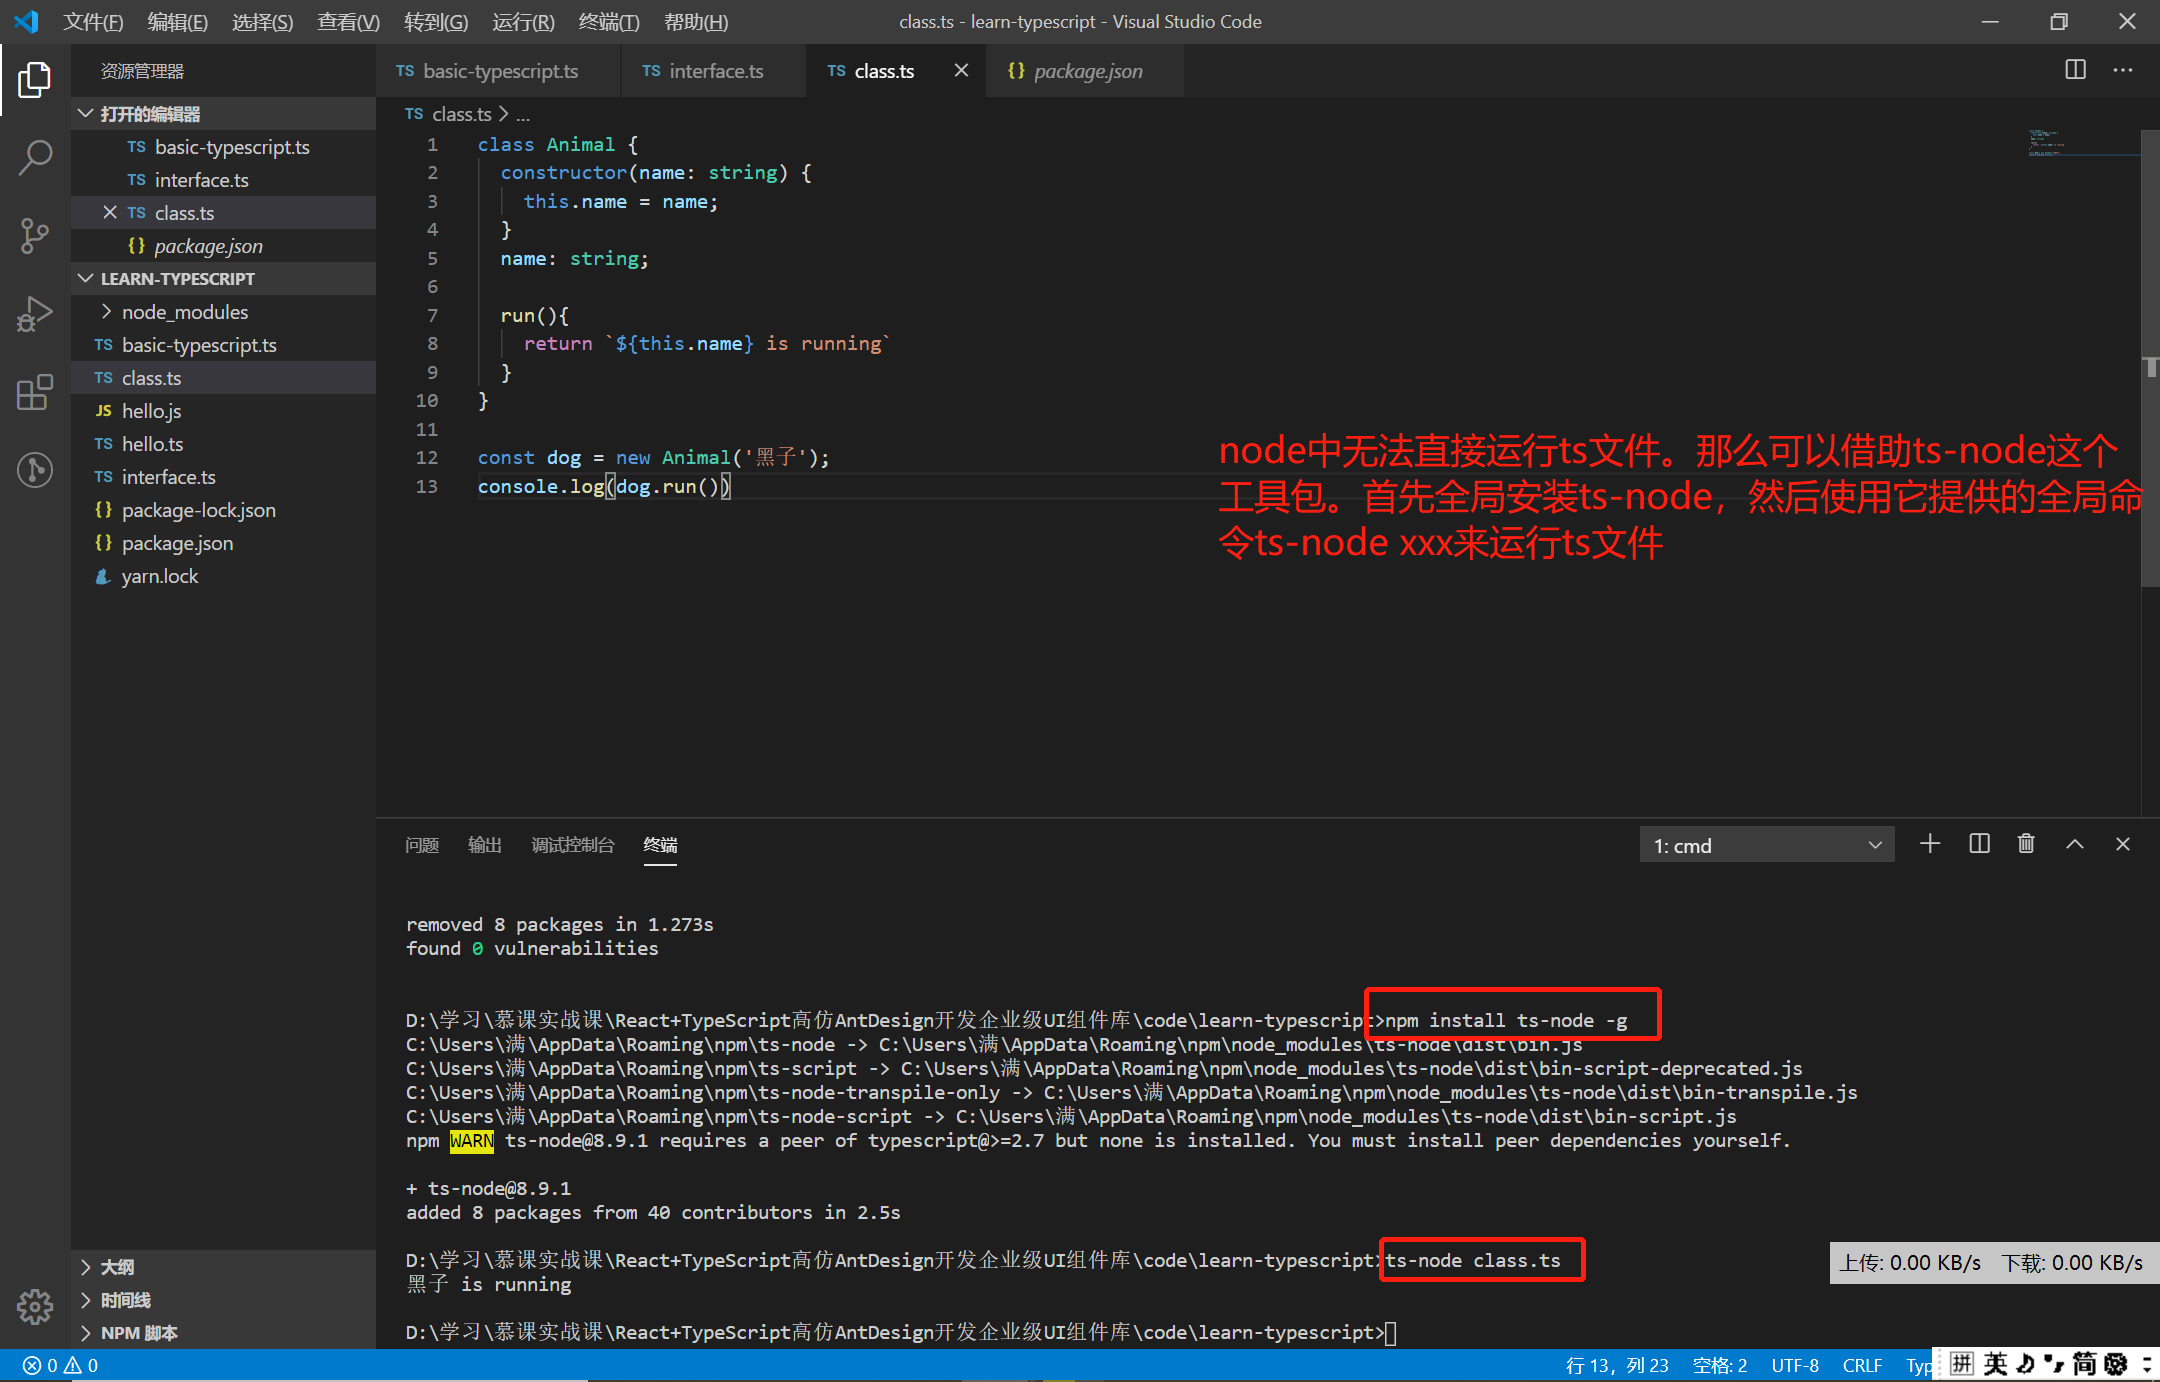 文件(F) 编辑(E) 选择(S) 查看(V) 转到(G) 运行(R) 终端(T) 帮助(H) class.ts - learn-typescript - Visual Studio Code
资源管理器
打开的编辑器
TS basic-typescript.ts
TS interface.ts
TS class.ts
{} package.json
LEARN-TYPESCRIPT
node_modules
TS basic-typescript.ts
TS class.ts
JS hello.js
TS hello.ts
TS interface.ts
{} package-lock.json
{} package.json
yarn.lock
大纲
时间线
NPM 脚本
TS basic-typescript.ts TS interface.ts TS class.ts {} package.json
TS class.ts > ...
1 class Animal {
2 constructor(name: string) {
3 this.name = name;
4 }
5 name: string;
6
7 run(){
8 return `${this.name} is running`
9 }
10 }
11
12 const dog = new Animal('黑子');
13 console.log(dog.run())
node中无法直接运行ts文件。那么可以借助ts-node这个
工具包。首先全局安装ts-node，然后使用它提供的全局命
令ts-node xxx来运行ts文件
问题 输出 调试控制台 终端 1: cmd
removed 8 packages in 1.273s
found 0 vulnerabilities
D:\学习\慕课实战课\React+TypeScript高仿AntDesign开发企业级UI组件库\code\learn-typescript>npm install ts-node -g
C:\Users\满\AppData\Roaming\npm\ts-node -> C:\Users\满\AppData\Roaming\npm\node_modules\ts-node\dist\bin.js
C:\Users\满\AppData\Roaming\npm\ts-script -> C:\Users\满\AppData\Roaming\npm\node_modules\ts-node\dist\bin-script-deprecated.js
C:\Users\满\AppData\Roaming\npm\ts-node-transpile-only -> C:\Users\满\AppData\Roaming\npm\node_modules\ts-node\dist\bin-transpile.js
C:\Users\满\AppData\Roaming\npm\ts-node-script -> C:\Users\满\AppData\Roaming\npm\node_modules\ts-node\dist\bin-script.js
npm WARN ts-node@8.9.1 requires a peer of typescript@>=2.7 but none is installed. You must install peer dependencies yourself.
+ ts-node@8.9.1
added 8 packages from 40 contributors in 2.5s
D:\学习\慕课实战课\React+TypeScript高仿AntDesign开发企业级UI组件库\code\learn-typescript>ts-node class.ts
黑子 is running
D:\学习\慕课实战课\React+TypeScript高仿AntDesign开发企业级UI组件库\code\learn-typescript>
上传: 0.00 KB/s 下载: 0.00 KB/s
0 0 行 13，列 23 空格: 2 UTF-8 CRLF Typ 拼 英 简